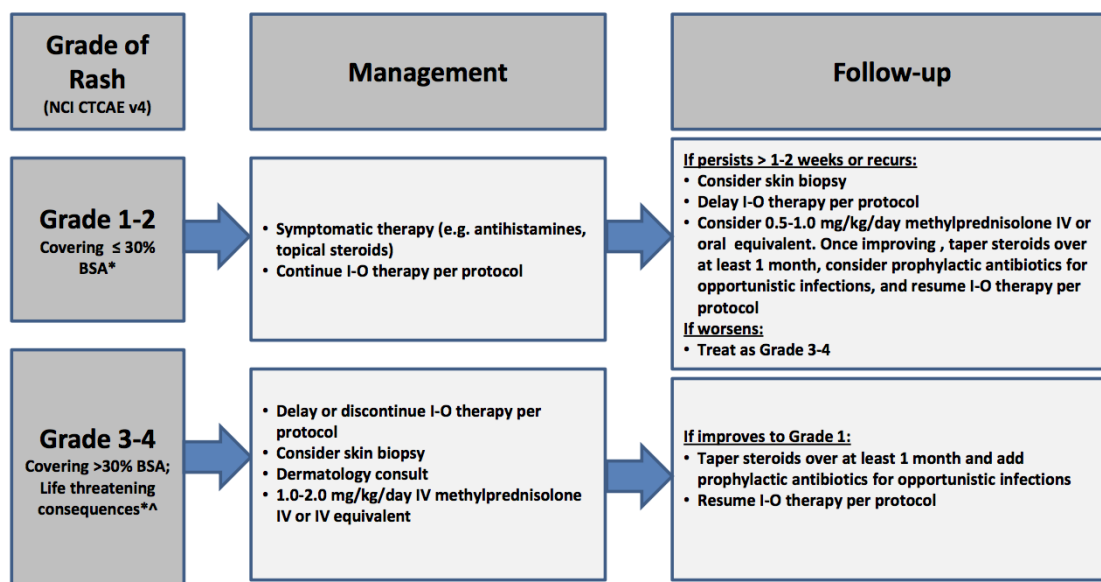 Grade of
Rash
(NCI CTCAE v4)
Management
Follow-up
Grade 1-2
Covering ≤ 30%
BSA*
• Symptomatic therapy (e.g. antihistamines,
topical steroids)
• Continue I-O therapy per protocol
If persists > 1-2 weeks or recurs:
• Consider skin biopsy
• Delay I-O therapy per protocol
• Consider 0.5-1.0 mg/kg/day methylprednisolone IV or
oral equivalent. Once improving , taper steroids over
at least 1 month, consider prophylactic antibiotics for
opportunistic infections, and resume I-O therapy per
protocol
If worsens:
• Treat as Grade 3-4
Grade 3-4
Covering >30% BSA;
Life threatening
consequences*^
• Delay or discontinue I-O therapy per
protocol
• Consider skin biopsy
• Dermatology consult
• 1.0-2.0 mg/kg/day IV methylprednisolone
IV or IV equivalent
If improves to Grade 1:
• Taper steroids over at least 1 month and add
prophylactic antibiotics for opportunistic infections
• Resume I-O therapy per protocol